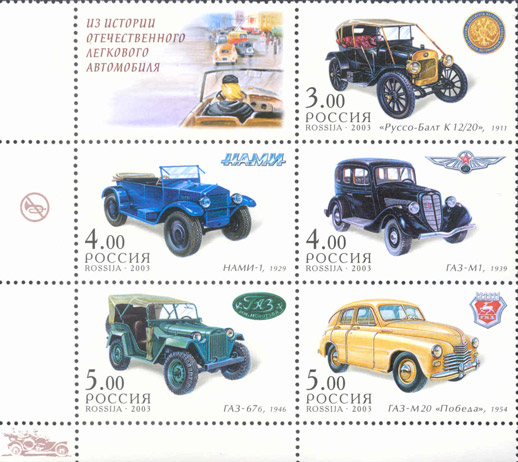 ИЗ ИСТОРИИ
ОТЕЧЕСТВЕННОГО
ЛЕГКОВОГО
АВТОМОБИЛЯ
3.00
РОССИЯ
ROSSIJA · 2003
«Руссо-Балт К 12/20», 1911
НАМИ
4.00
РОССИЯ
ROSSIJA · 2003
НАМИ-1, 1929
4.00
РОССИЯ
ROSSIJA · 2003
ГАЗ-М1, 1939
ГАЗ
5.00
РОССИЯ
ROSSIJA · 2003
ГАЗ-67б, 1946
5.00
РОССИЯ
ROSSIJA · 2003
ГАЗ-М20 «Победа», 1954